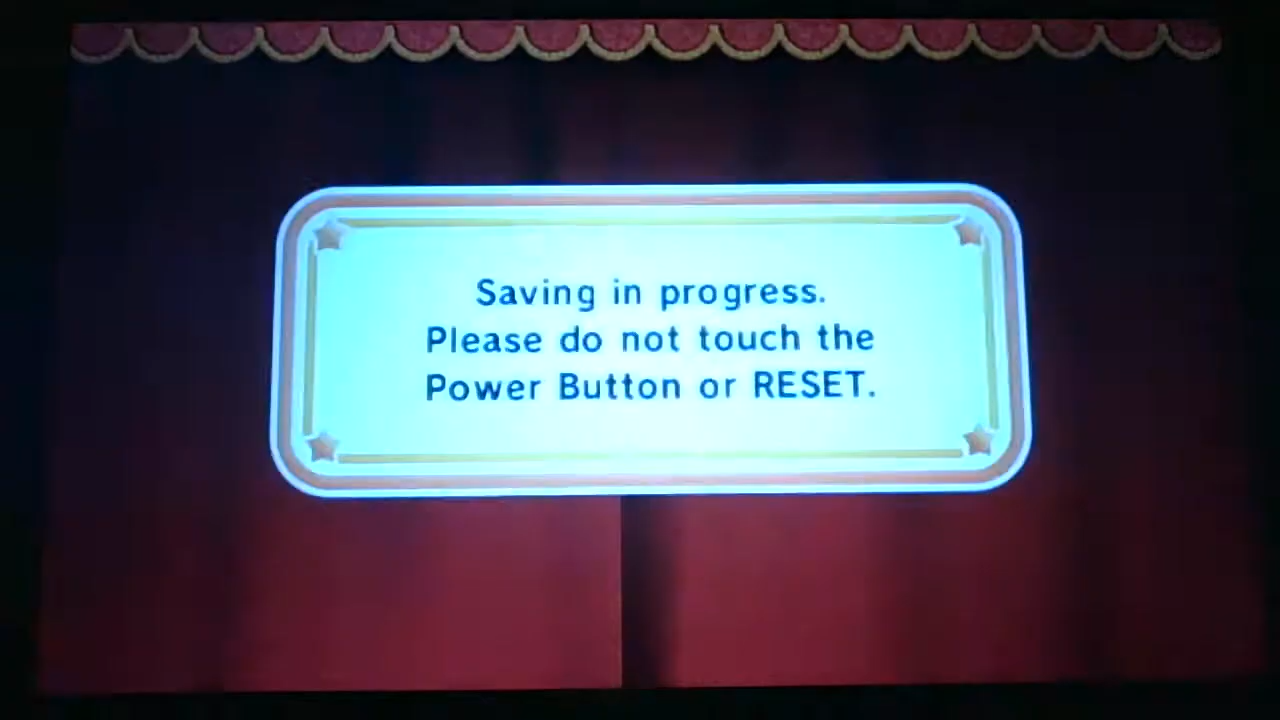 Saving in progress.
Please do not touch the
Power Button or RESET.